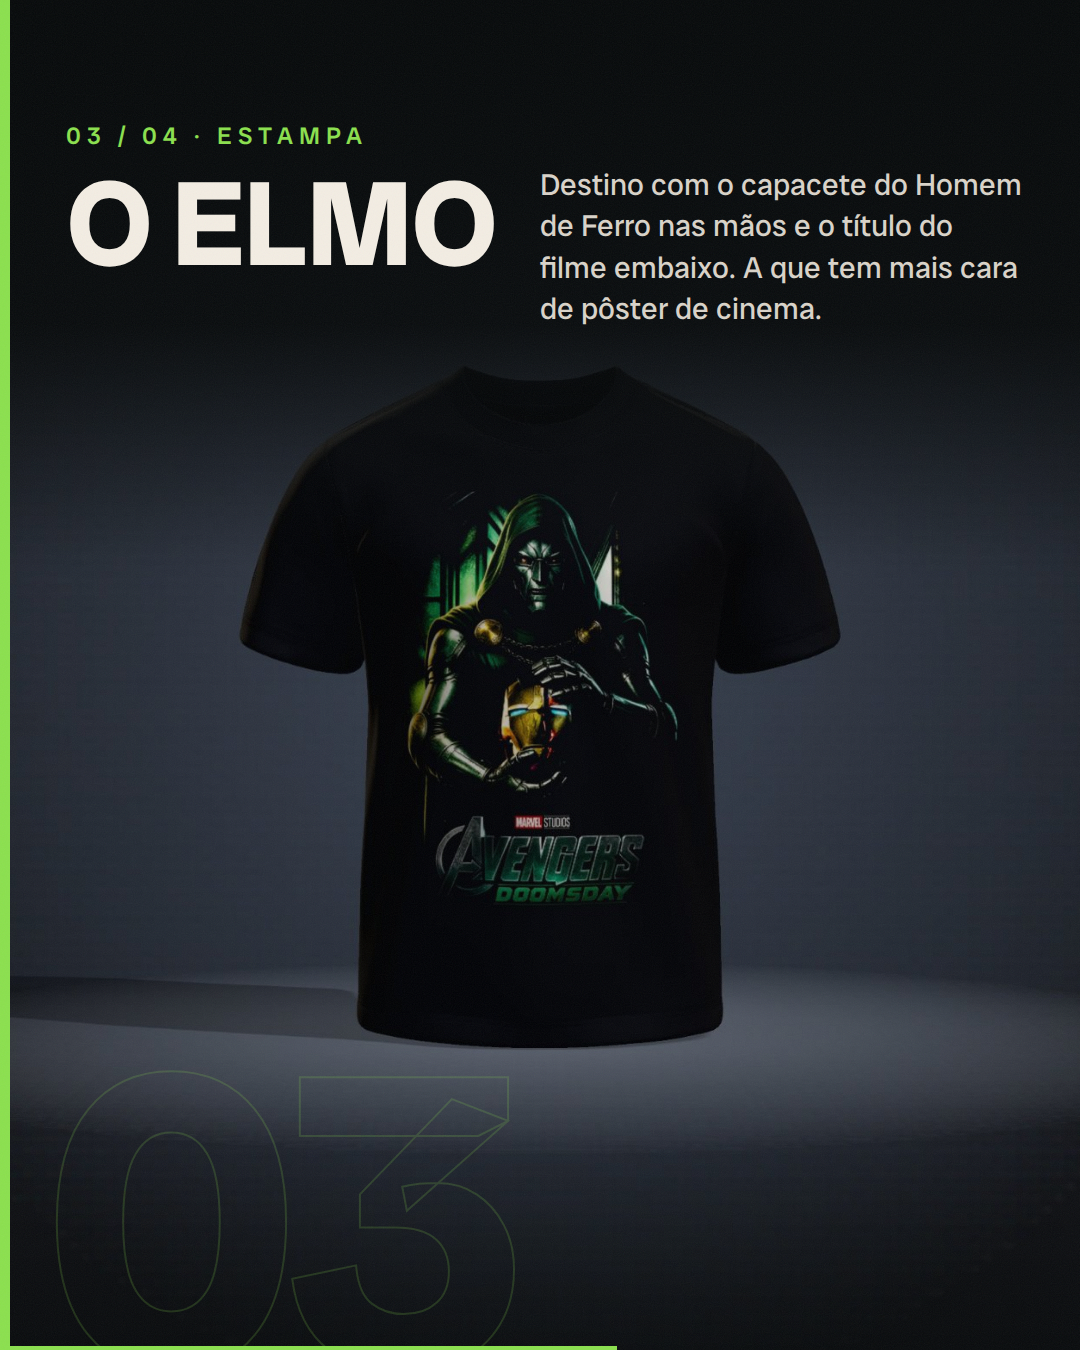 03 / 04 · ESTAMPA
O ELMO
Destino com o capacete do Homem
de Ferro nas mãos e o título do
filme embaixo. A que tem mais cara
de pôster de cinema.
MARVEL STUDIOS
AVENGERS
DOOMSDAY
03